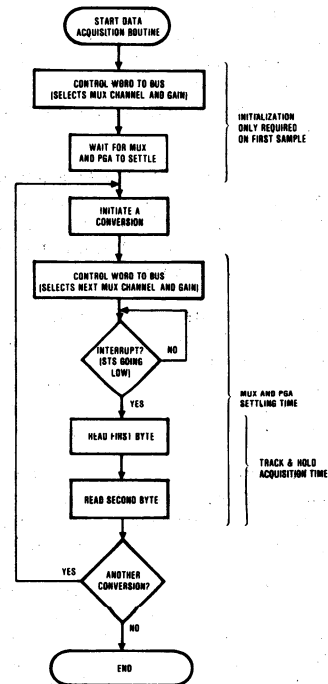 START DATA
ACQUISITION ROUTINE
CONTROL WORD TO BUS
(SELECTS MUX CHANNEL AND GAIN)
INITIALIZATION
ONLY REQUIRED
ON FIRST SAMPLE
WAIT FOR MUX
AND PGA TO SETTLE
INITIATE A
CONVERSION
CONTROL WORD TO BUS
(SELECTS NEXT MUX CHANNEL AND GAIN)
INTERRUPT?
(STS GOING
LOW)
NO
YES
MUX AND PGA
SETTLING TIME
READ FIRST BYTE
TRACK & HOLD
ACQUISITION TIME
READ SECOND BYTE
YES
ANOTHER
CONVERSION?
NO
END